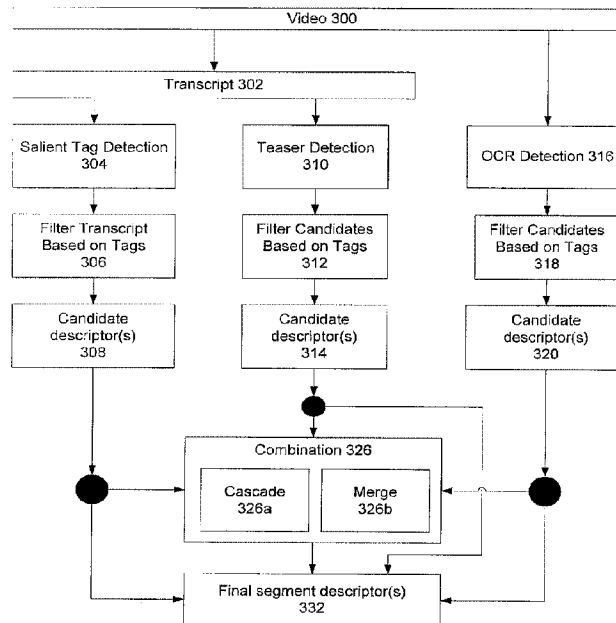 Video 300
Transcript 302
Salient Tag Detection
304
Teaser Detection
310
OCR Detection 316
Filter Transcript
Based on Tags
306
Filter Candidates
Based on Tags
312
Filter Candidates
Based on Tags
318
Candidate
descriptor(s)
308
Candidate
descriptor(s)
314
Candidate
descriptor(s)
320
Combination 326
Cascade
326a
Merge
326b
Final segment descriptor(s)
332